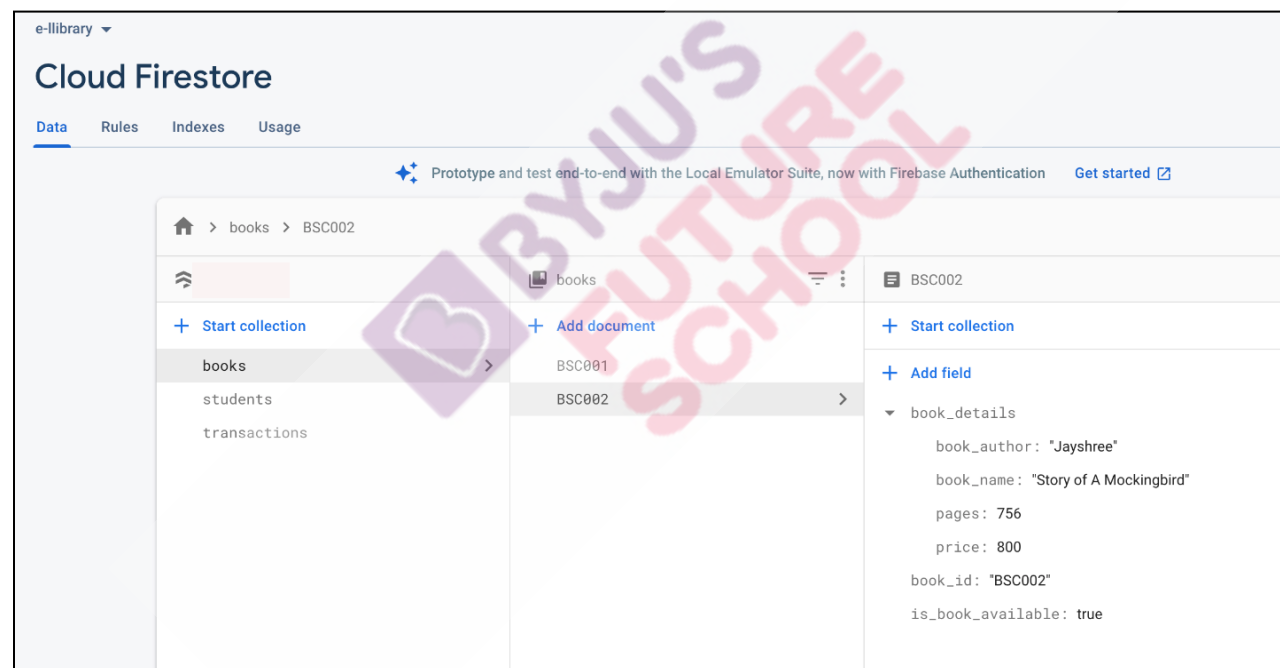 e-llibrary
Cloud Firestore
Data Rules Indexes Usage
Prototype and test end-to-end with the Local Emulator Suite, now with Firebase Authentication Get started
books > BSC002
books
BSC002
Start collection
Add document
Start collection
books
students
transactions
BSC001
BSC002
Add field
book_details
book_author: "Jayshree"
book_name: "Story of A Mockingbird"
pages: 756
price: 800
book_id: "BSC002"
is_book_available: true
BYJU'S
FUTURE
SCHOOL